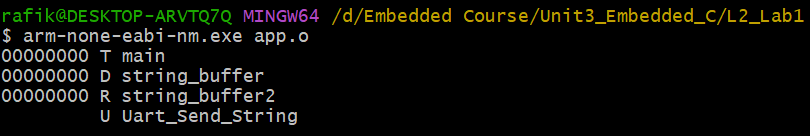 rafik@DESKTOP-ARVTQ7Q MINGW64 /d/Embedded Course/Unit3_Embedded_C/L2_Lab1
$ arm-none-eabi-nm.exe app.o
00000000 T main
00000000 D string_buffer
00000000 R string_buffer2
         U Uart_Send_String